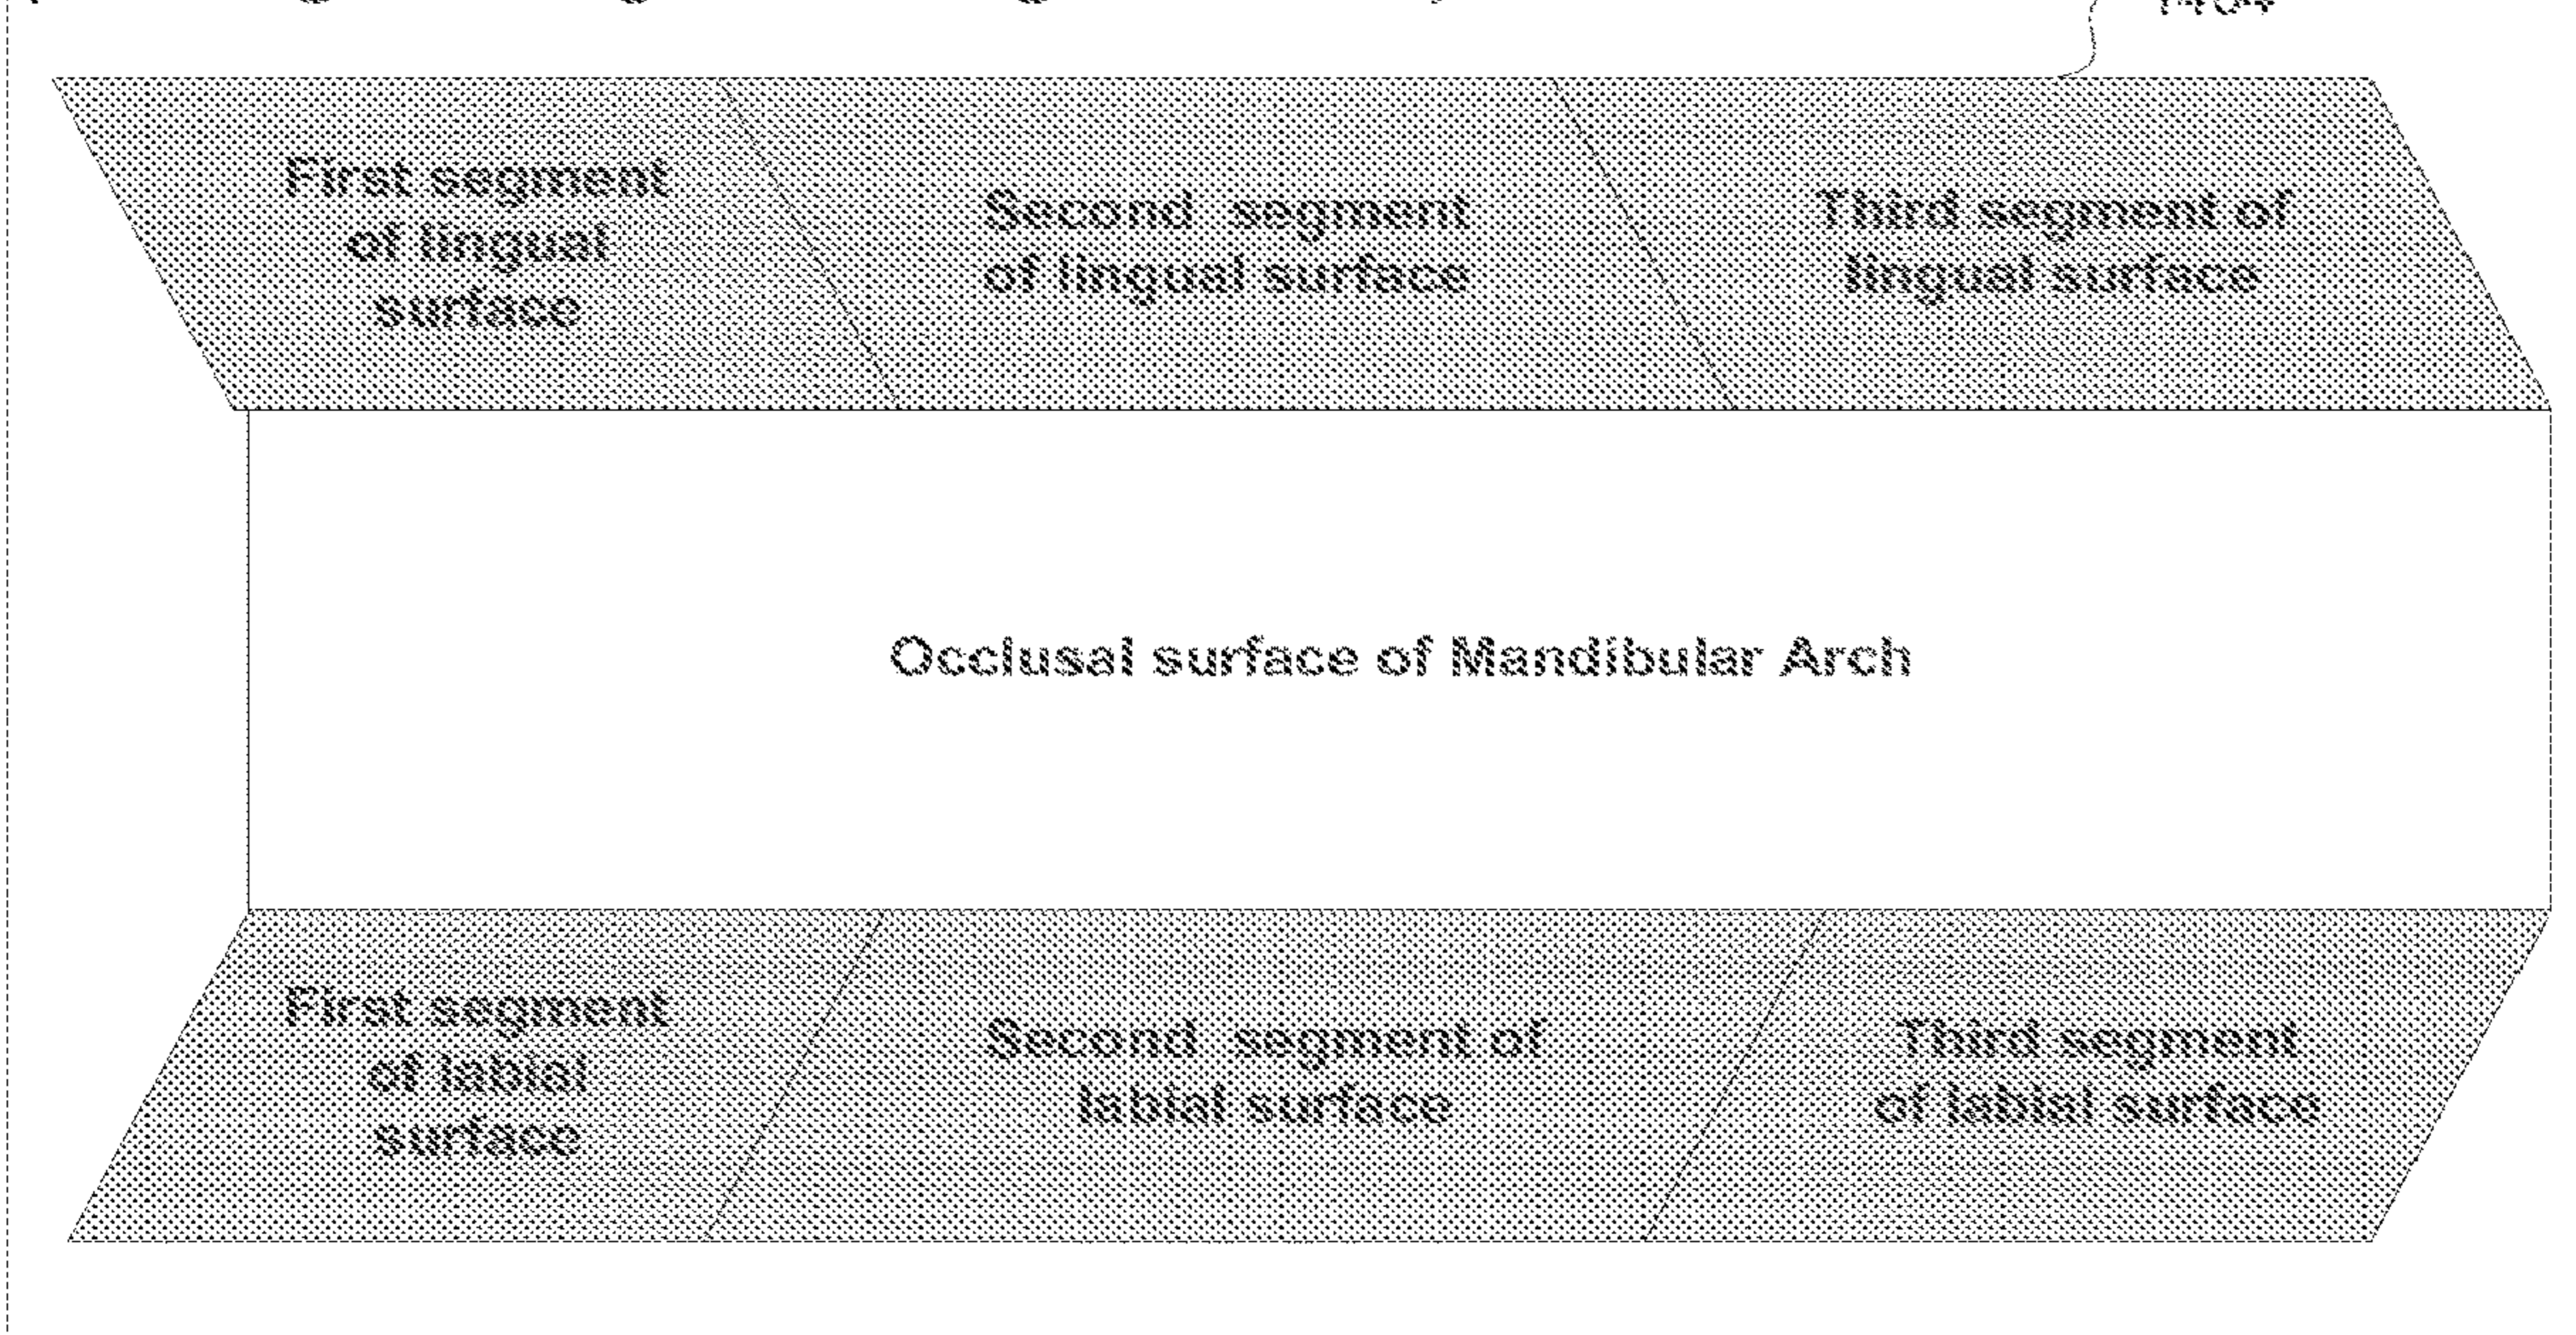 First segment
of lingual
surface
Second segment
of lingual surface
Third segment of
lingual surface
Occlusal surface of Mandibular Arch
First segment
of labial
surface
Second segment of
labial surface
Third segment
of labial surface